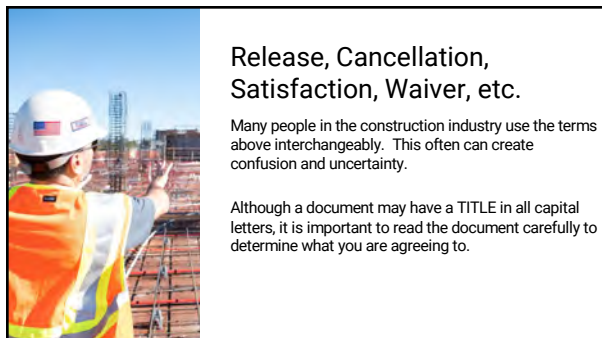 Release, Cancellation,
Satisfaction, Waiver, etc.
Many people in the construction industry use the terms
above interchangeably.  This often can create
confusion and uncertainty.
Although a document may have a TITLE in all capital
letters, it is important to read the document carefully to
determine what you are agreeing to.